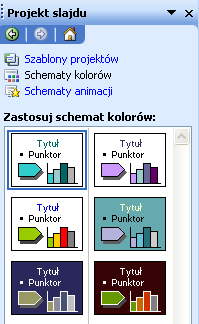 Projekt slajdu
Szablony projektów
Schematy kolorów
Schematy animacji
Zastosuj schemat kolorów:
Tytuł
Punktor
Tytuł
Punktor
Tytuł
Punktor
Tytuł
Punktor
Tytuł
Punktor
Tytuł
Punktor